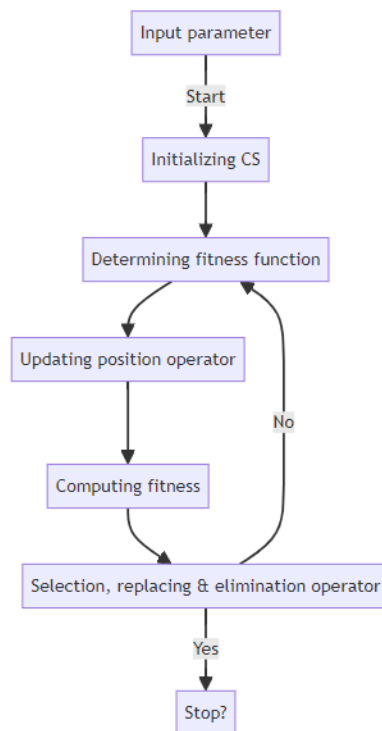 Input parameter
Start
Initializing CS
Determining fitness function
Updating position operator
No
Computing fitness
Selection, replacing & elimination operator
Yes
Stop?